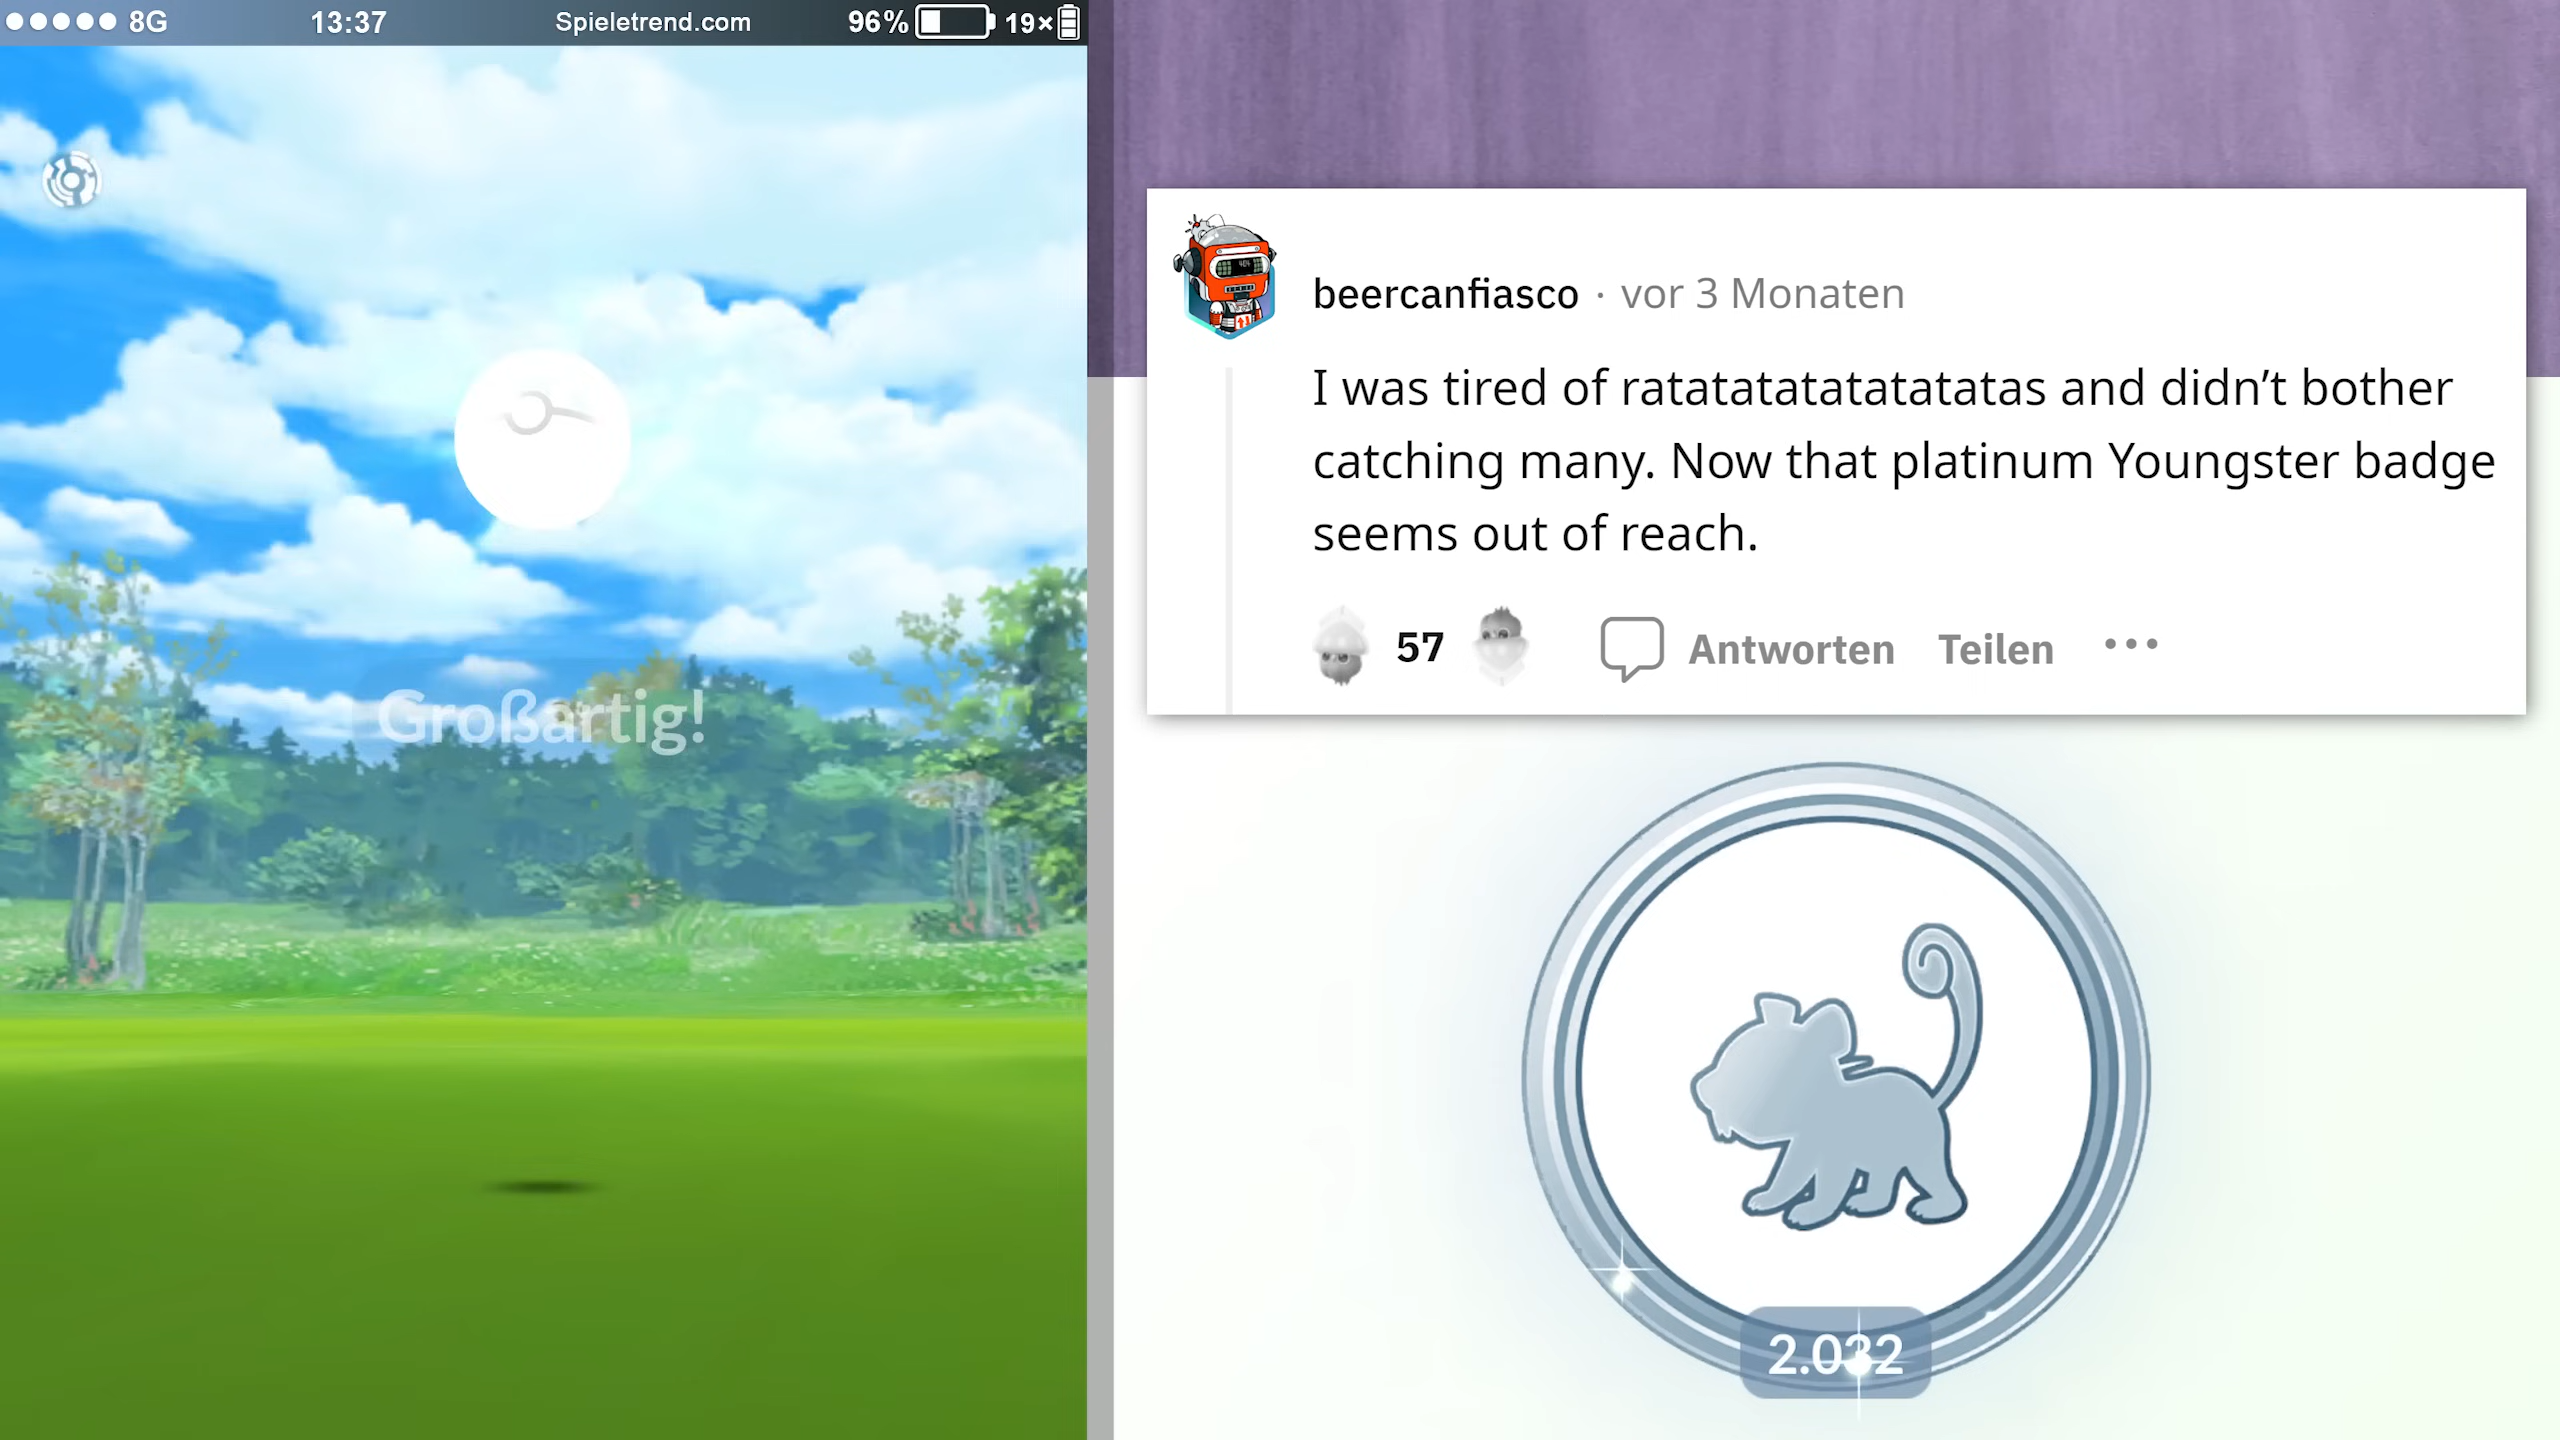 8G 13:37 Spieletrend.com 96% 19×
Großartig!
beercanfiasco · vor 3 Monaten
I was tired of ratatatatatatatatas and didn’t bother
catching many. Now that platinum Youngster badge
seems out of reach.
57 Antworten Teilen ···
2.032